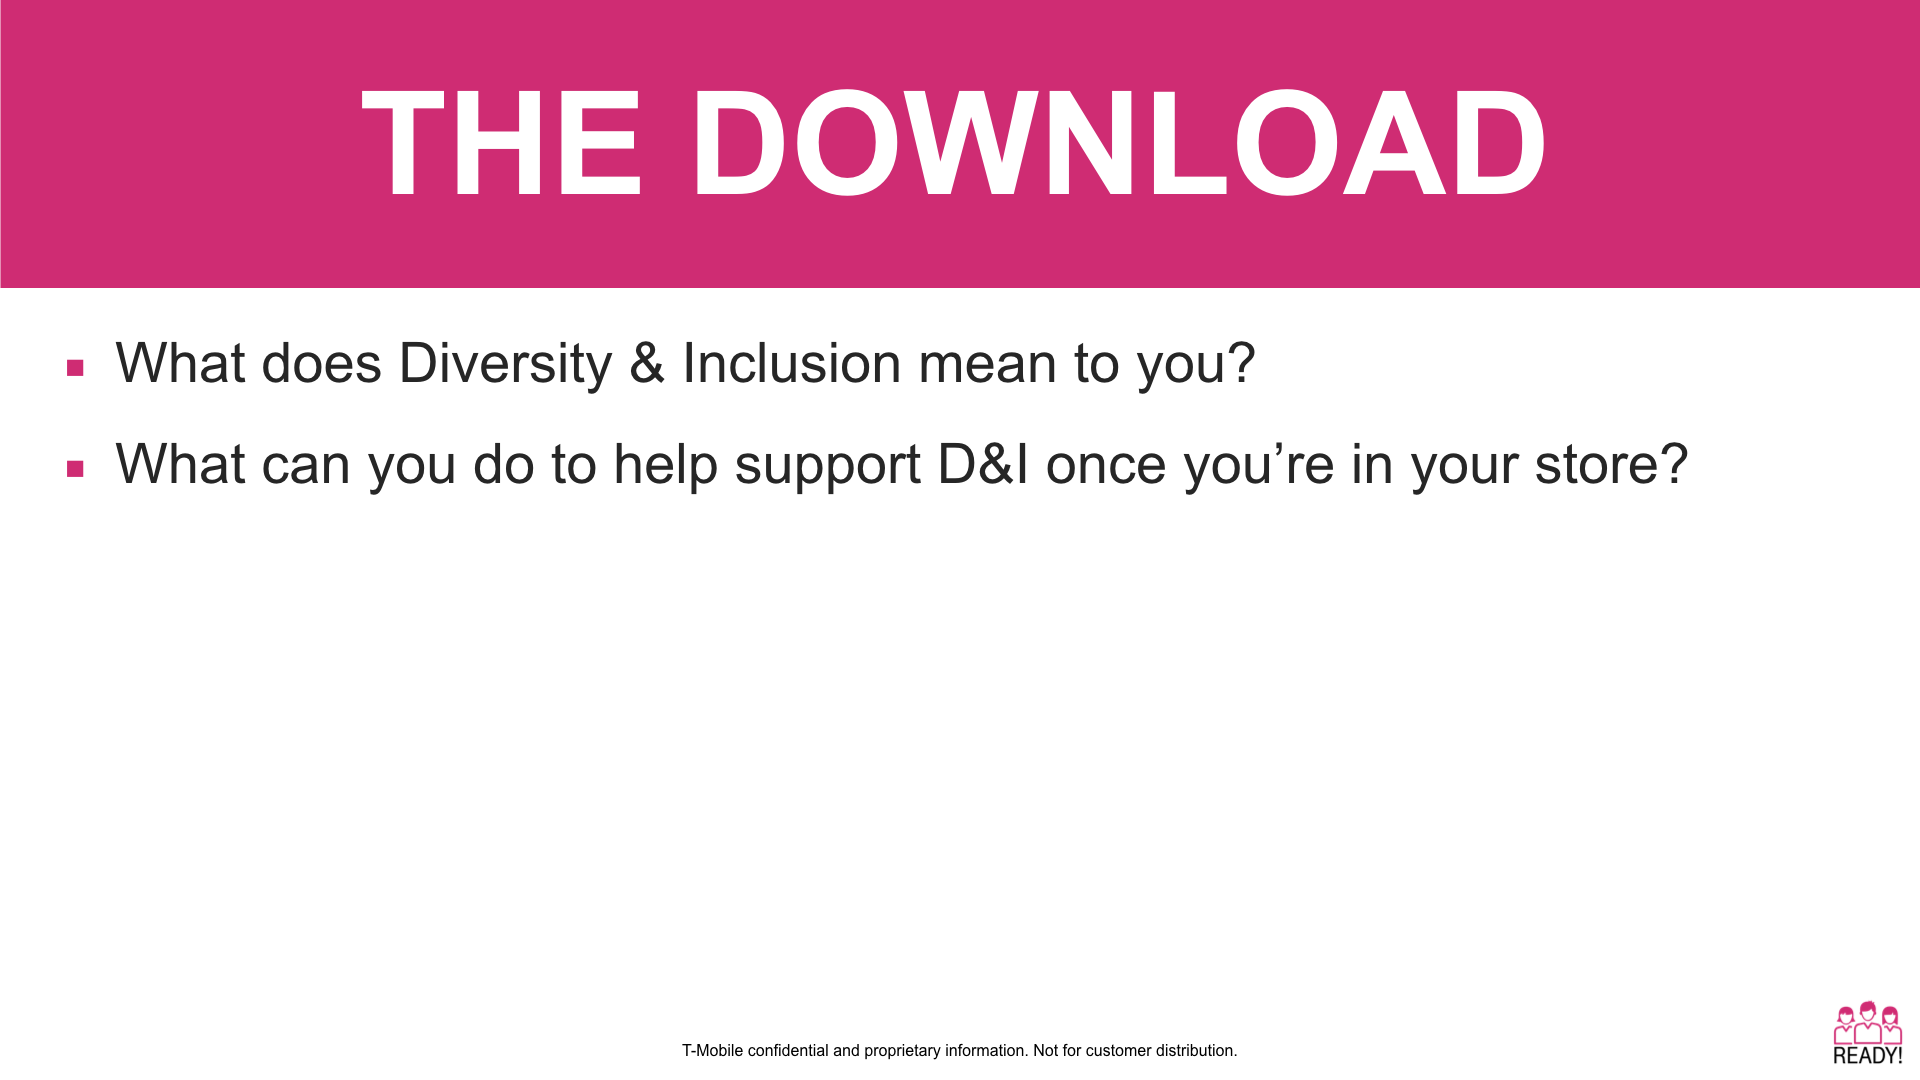 THE DOWNLOAD
▪ What does Diversity & Inclusion mean to you?
▪ What can you do to help support D&I once you’re in your store?
T-Mobile confidential and proprietary information. Not for customer distribution.
READY!